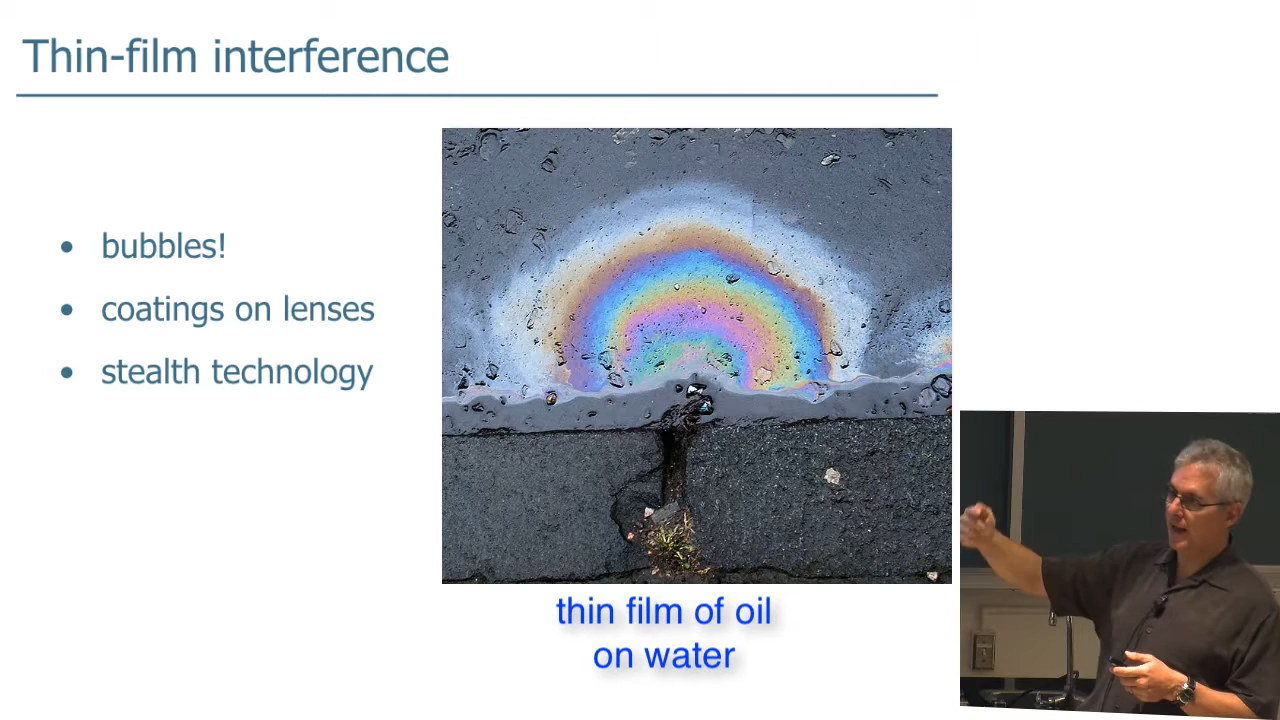 Thin-film interference
• bubbles!
• coatings on lenses
• stealth technology
thin film of oil
on water